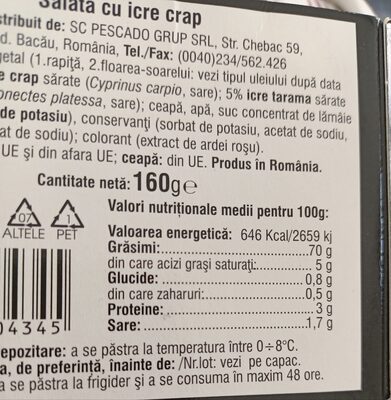 Salată cu icre crap
stribuit de: SC PESCADO GRUP SRL, Str. Chebac 59,
d. Bacău, România, Tel./Fax: (0040)234/562.426
getal (1.rapiță, 2.floarea-soarelui: vezi tipul uleiului după data
e crap sărate (Cyprinus carpio, sare); 5% icre tarama sărate
onectes platessa, sare); ceapă, apă, suc concentrat de lămâie
de potasiu), conservanți (sorbat de potasiu, acetat de sodiu,
at de sodiu); colorant (extract de ardei roșu).
UE și din afara UE; ceapă: din UE. Produs în România.
Cantitate netă: 160g℮
07
ALTELE
1
PET
Valori nutriționale medii pentru 100g:
Valoarea energetică: 646 Kcal/2659 kj
Grăsimi: 70 g
din care acizi grași saturați: 5 g
Glucide: 0,8 g
din care zaharuri: 0,5 g
Proteine: 3 g
Sare: 1,7 g
04345
epozitare: a se păstra la temperatura între 0÷8°C.
a, de preferință, înainte de: /Nr.lot: vezi pe capac.
a se păstra la frigider și a se consuma în maxim 48 ore.